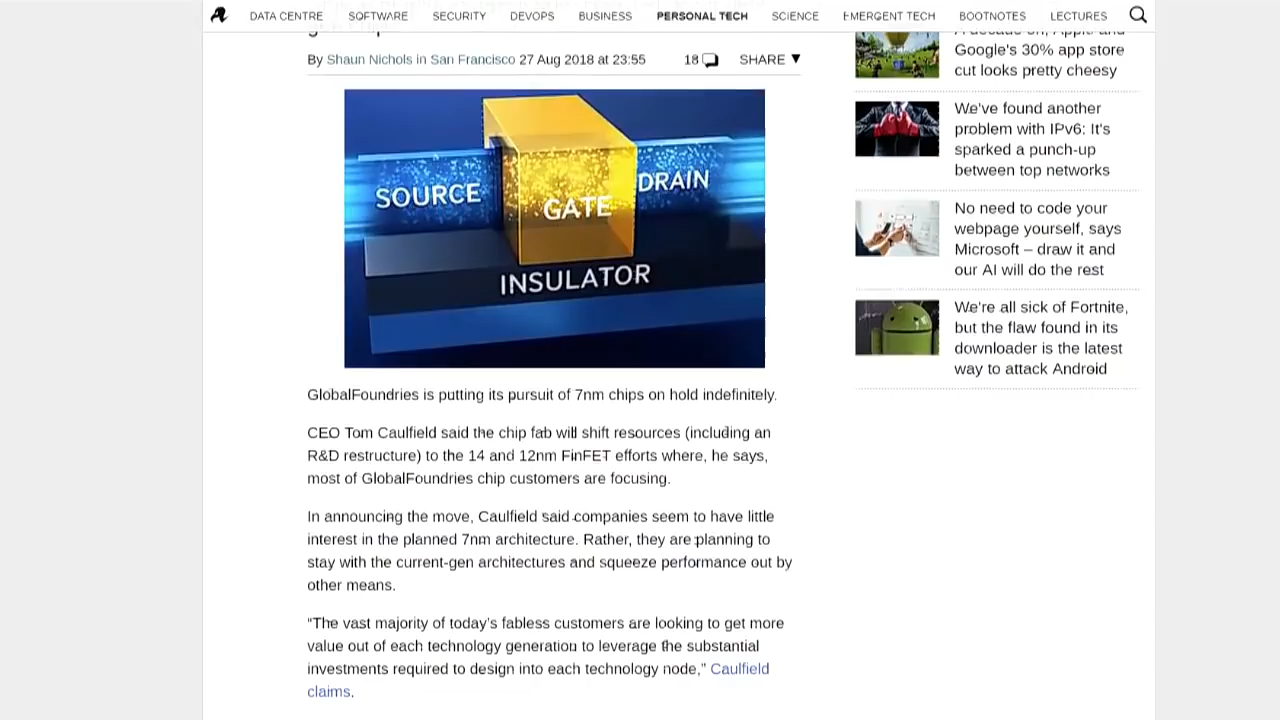 DATA CENTRE SOFTWARE SECURITY DEVOPS BUSINESS PERSONAL TECH SCIENCE EMERGENT TECH BOOTNOTES LECTURES
By Shaun Nichols in San Francisco 27 Aug 2018 at 23:55 18 SHARE ▼
SOURCE
GATE
DRAIN
INSULATOR
GlobalFoundries is putting its pursuit of 7nm chips on hold indefinitely.
CEO Tom Caulfield said the chip fab will shift resources (including an
R&D restructure) to the 14 and 12nm FinFET efforts where, he says,
most of GlobalFoundries chip customers are focusing.
In announcing the move, Caulfield said companies seem to have little
interest in the planned 7nm architecture. Rather, they are planning to
stay with the current-gen architectures and squeeze performance out by
other means.
"The vast majority of today's fabless customers are looking to get more
value out of each technology generation to leverage the substantial
investments required to design into each technology node," Caulfield
claims.
A decade on, Apple and
Google's 30% app store
cut looks pretty cheesy
We've found another
problem with IPv6: It's
sparked a punch-up
between top networks
No need to code your
webpage yourself, says
Microsoft – draw it and
our AI will do the rest
We're all sick of Fortnite,
but the flaw found in its
downloader is the latest
way to attack Android